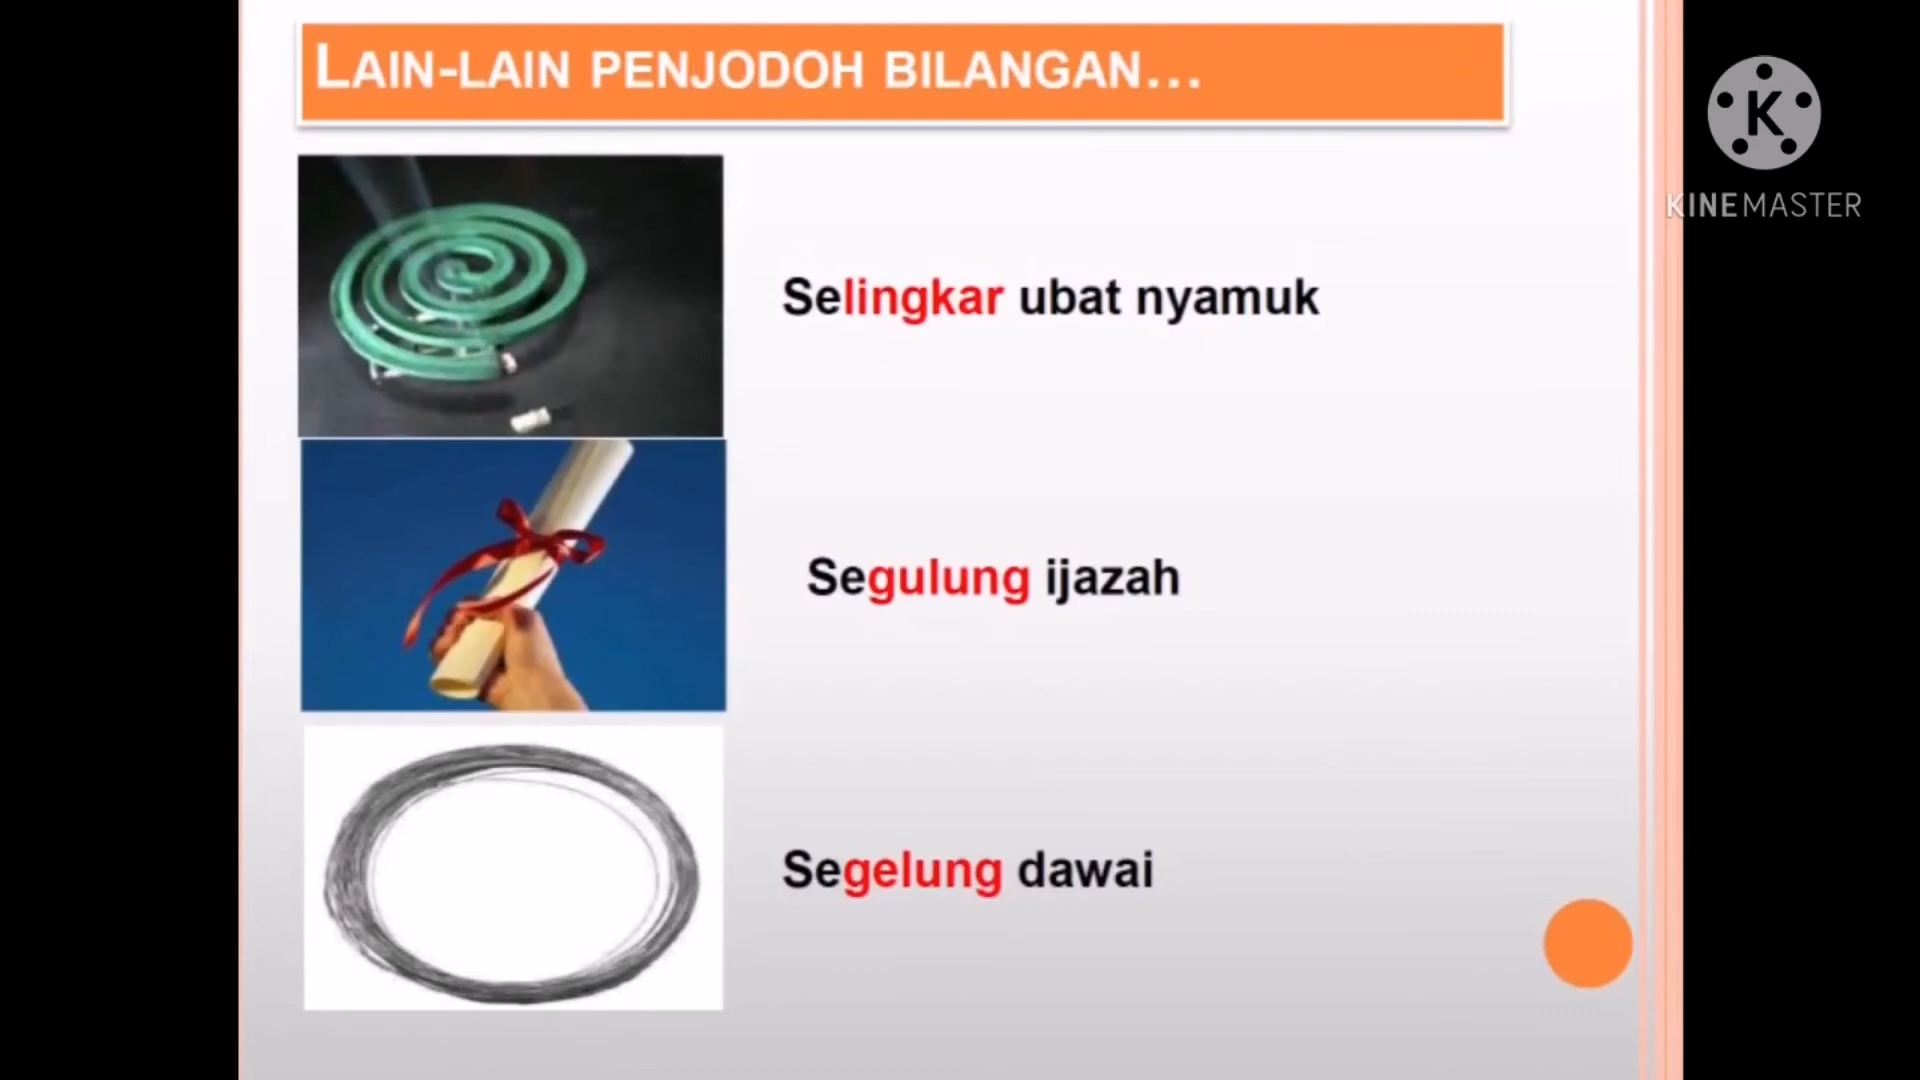 LAIN-LAIN PENJODOH BILANGAN...
K
KINEMASTER
Selingkar ubat nyamuk
Segulung ijazah
Segelung dawai